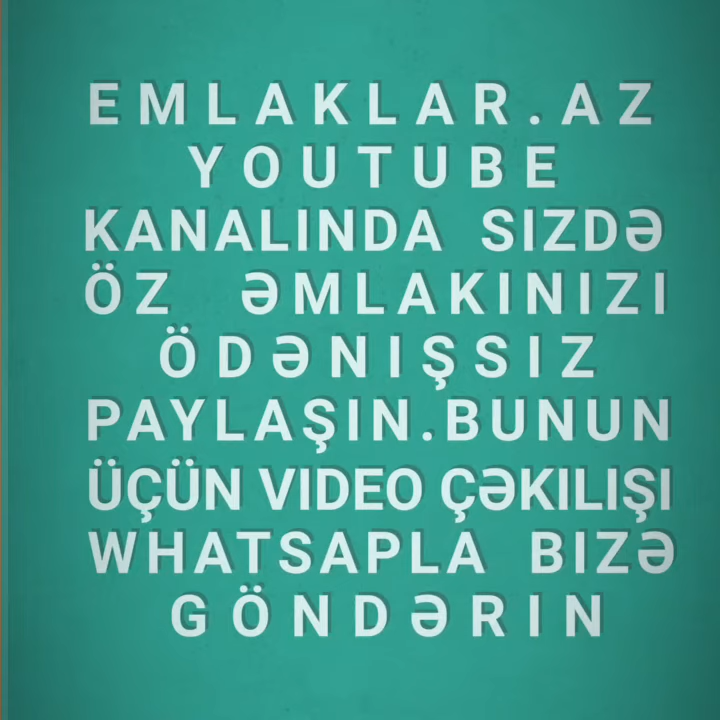 EMLAKLAR.AZ
YOUTUBE
KANALINDA SIZDƏ
ÖZ ƏMLAKINIZI
ÖDƏNIŞSIZ
PAYLAŞIN.BUNUN
ÜÇÜN VIDEO ÇƏKILIŞI
WHATSAPLA BIZƏ
GÖNDƏRIN